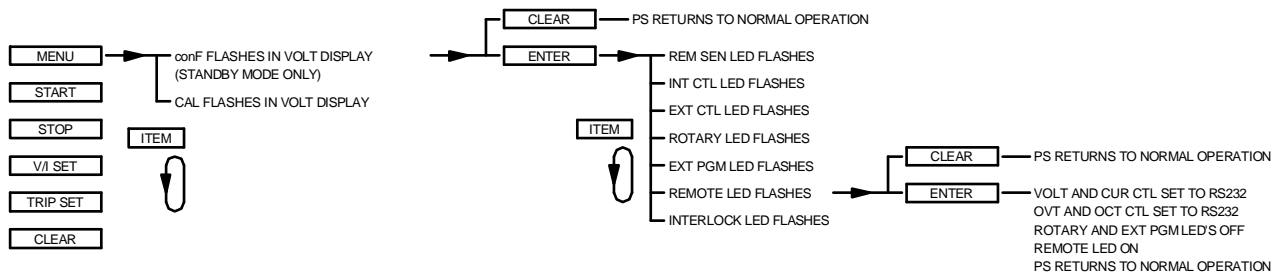 MENU
START
STOP
V/I SET
TRIP SET
CLEAR
conF FLASHES IN VOLT DISPLAY
(STANDBY MODE ONLY)
CAL FLASHES IN VOLT DISPLAY
ITEM
CLEAR
PS RETURNS TO NORMAL OPERATION
ENTER
REM SEN LED FLASHES
INT CTL LED FLASHES
EXT CTL LED FLASHES
ROTARY LED FLASHES
EXT PGM LED FLASHES
REMOTE LED FLASHES
INTERLOCK LED FLASHES
ITEM
CLEAR
PS RETURNS TO NORMAL OPERATION
ENTER
VOLT AND CUR CTL SET TO RS232
OVT AND OCT CTL SET TO RS232
ROTARY AND EXT PGM LED'S OFF
REMOTE LED ON
PS RETURNS TO NORMAL OPERATION